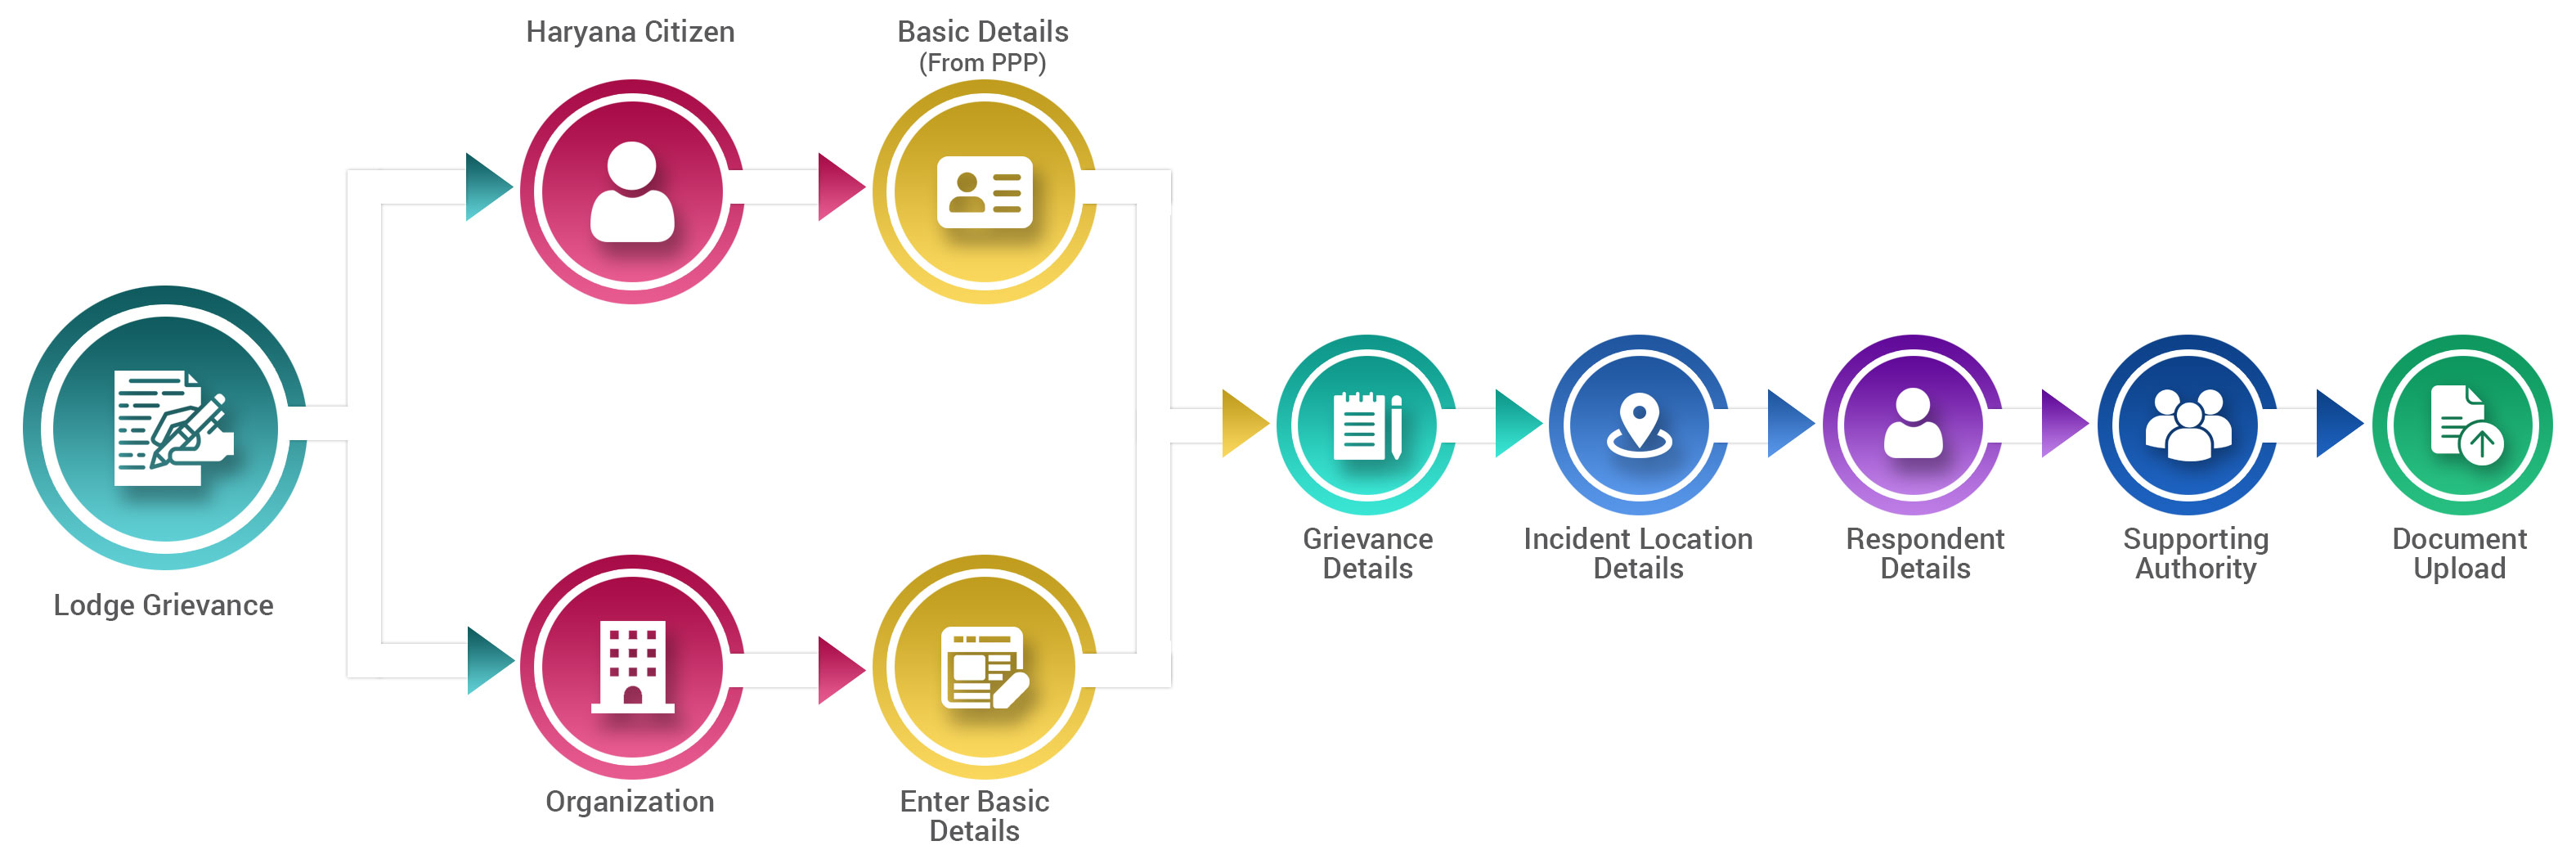 Haryana Citizen
Basic Details
(From PPP)
Lodge Grievance
Organization
Enter Basic
Details
Grievance
Details
Incident Location
Details
Respondent
Details
Supporting
Authority
Document
Upload